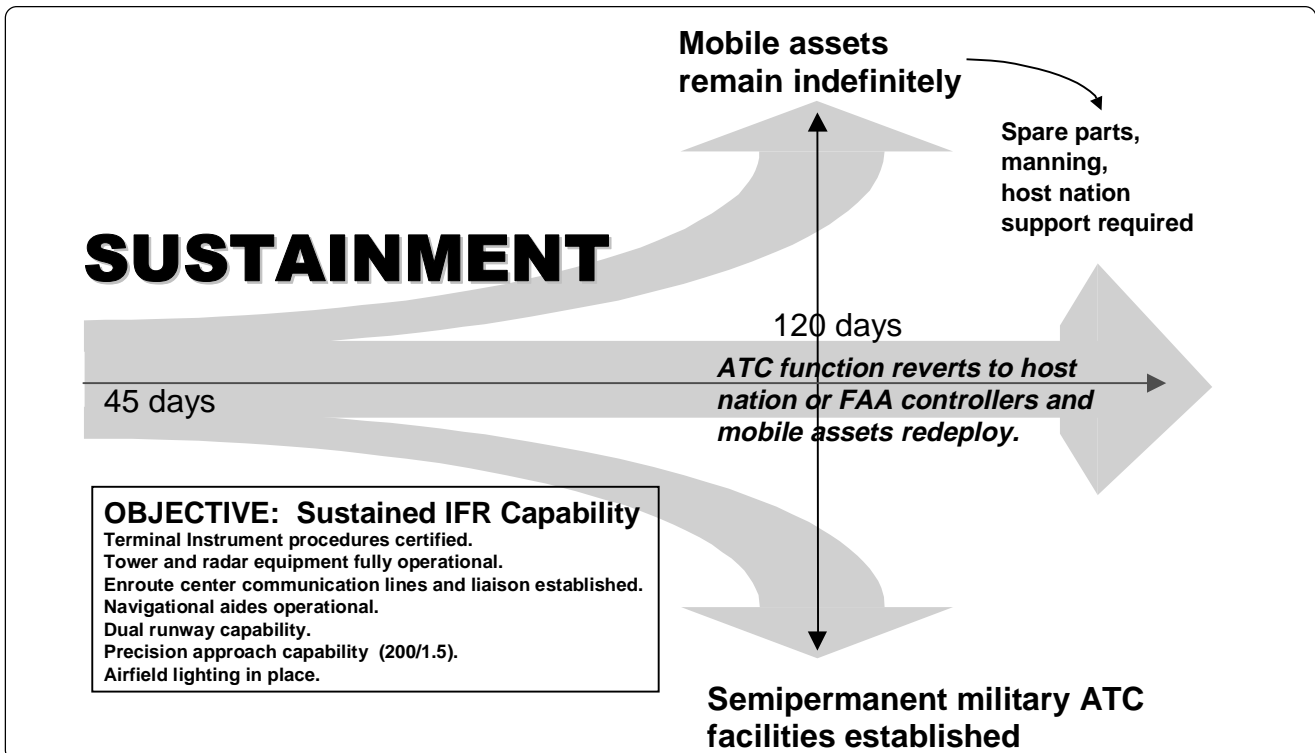 Mobile assets
remain indefinitely
Spare parts,
manning,
host nation
support required
SUSTAINMENT
120 days
45 days
ATC function reverts to host
nation or FAA controllers and
mobile assets redeploy.
OBJECTIVE:  Sustained IFR Capability
Terminal Instrument procedures certified.
Tower and radar equipment fully operational.
Enroute center communication lines and liaison established.
Navigational aides operational.
Dual runway capability.
Precision approach capability  (200/1.5).
Airfield lighting in place.
Semipermanent military ATC
facilities established